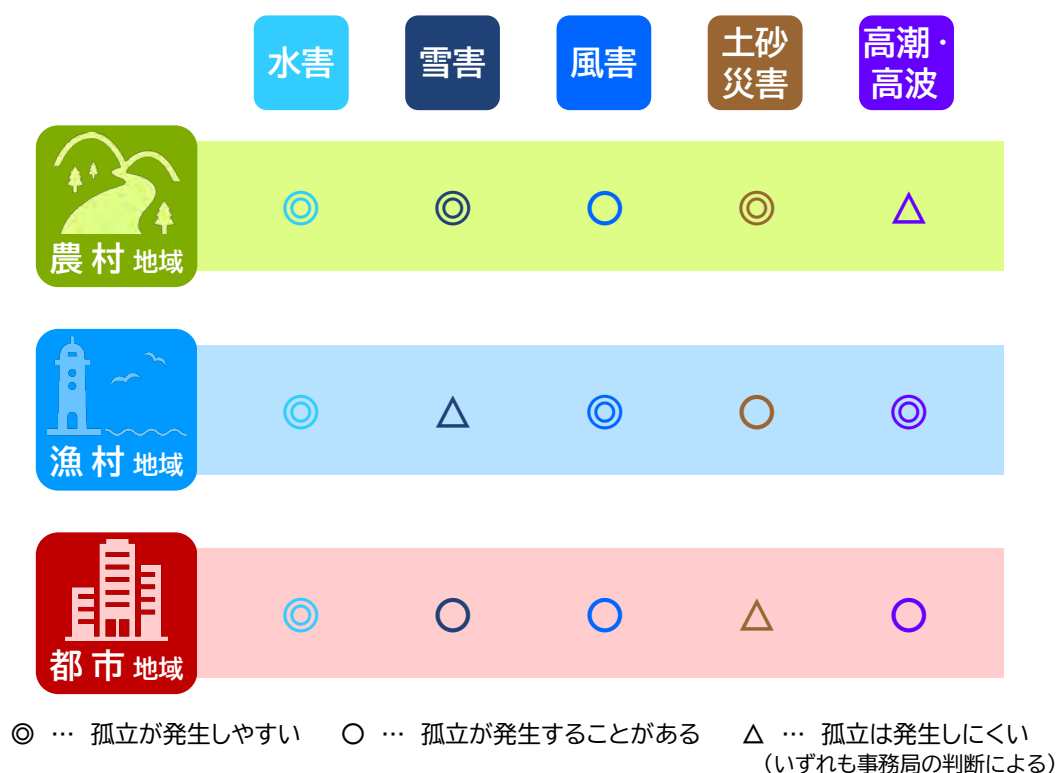 水害 雪害 風害 土砂災害 高潮・高波
農村地域 ◎ ◎ ○ ◎ △
漁村地域 ◎ △ ◎ ○ ◎
都市地域 ◎ ○ ○ △ ○
◎ … 孤立が発生しやすい ○ … 孤立が発生することがある △ … 孤立は発生しにくい
（いずれも事務局の判断による）